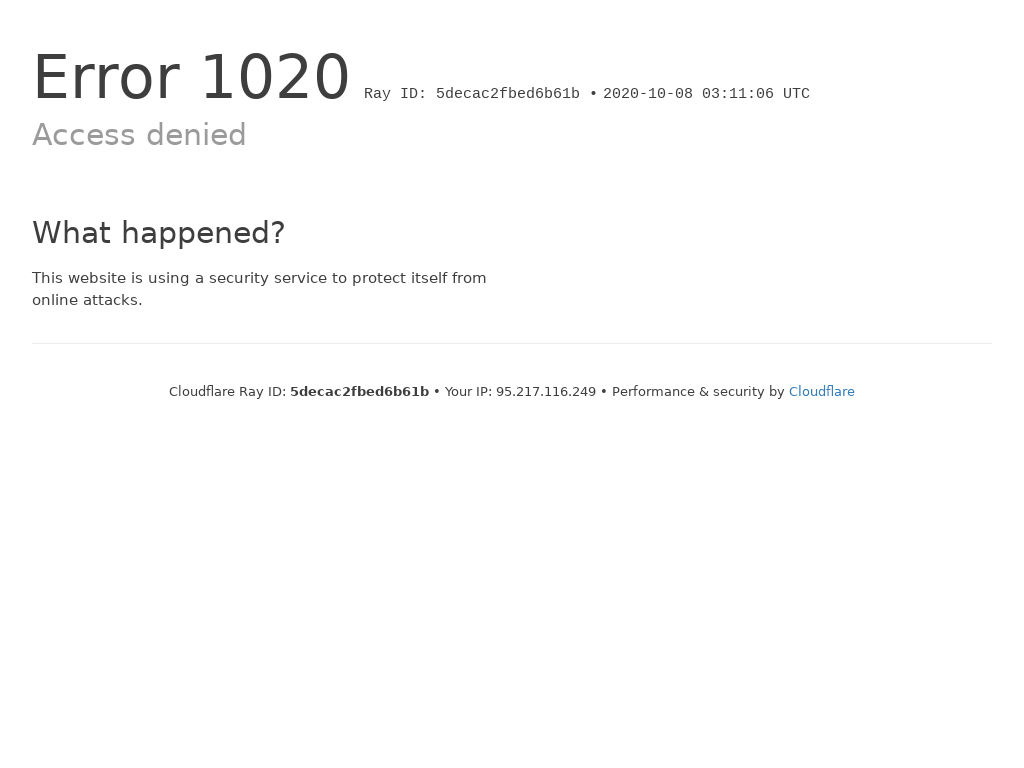 Error 1020 Ray ID: 5decac2fbed6b61b • 2020-10-08 03:11:06 UTC
Access denied
What happened?
This website is using a security service to protect itself from
online attacks.
Cloudflare Ray ID: 5decac2fbed6b61b • Your IP: 95.217.116.249 • Performance & security by Cloudflare